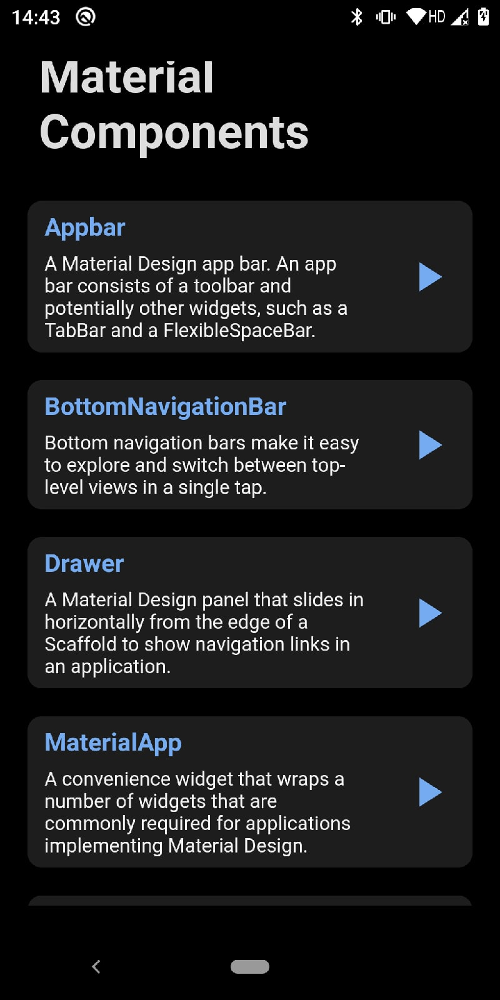 14:43
HD
Material
Components
Appbar
A Material Design app bar. An app
bar consists of a toolbar and
potentially other widgets, such as a
TabBar and a FlexibleSpaceBar.
BottomNavigationBar
Bottom navigation bars make it easy
to explore and switch between top-
level views in a single tap.
Drawer
A Material Design panel that slides in
horizontally from the edge of a
Scaffold to show navigation links in
an application.
MaterialApp
A convenience widget that wraps a
number of widgets that are
commonly required for applications
implementing Material Design.